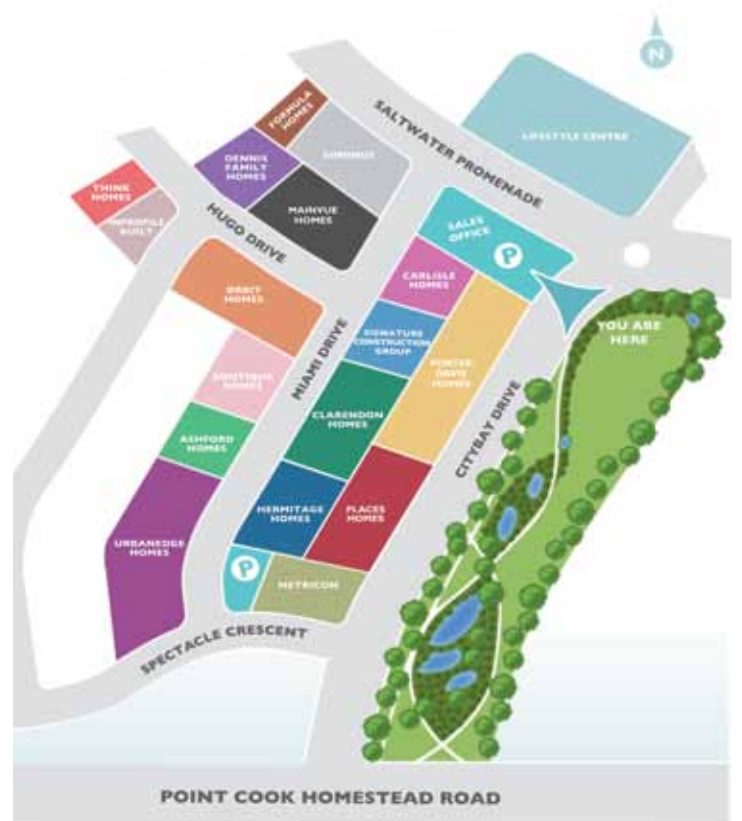 N
SALTWATER PROMENADE
LIFESTYLE CENTRE
FORMULA
HOMES
DENNIS
FAMILY
HOMES
MAINVUE
HOMES
THINK
HOMES
BUILT
HUGO DRIVE
SALES
OFFICE
P
CARLISLE
HOMES
ORBIT
HOMES
YOU ARE
HERE
SIGNATURE
CONSTRUCTION
GROUP
PORTER
DAVIS
HOMES
MIAMI DRIVE
BOUTIQUE
HOMES
CLARENDON
HOMES
CITYBAY DRIVE
ASHFORD
HOMES
HERMITAGE
HOMES
PLACES
HOMES
URBANEDGE
HOMES
P
METRICON
SPECTACLE CRESCENT
POINT COOK HOMESTEAD ROAD